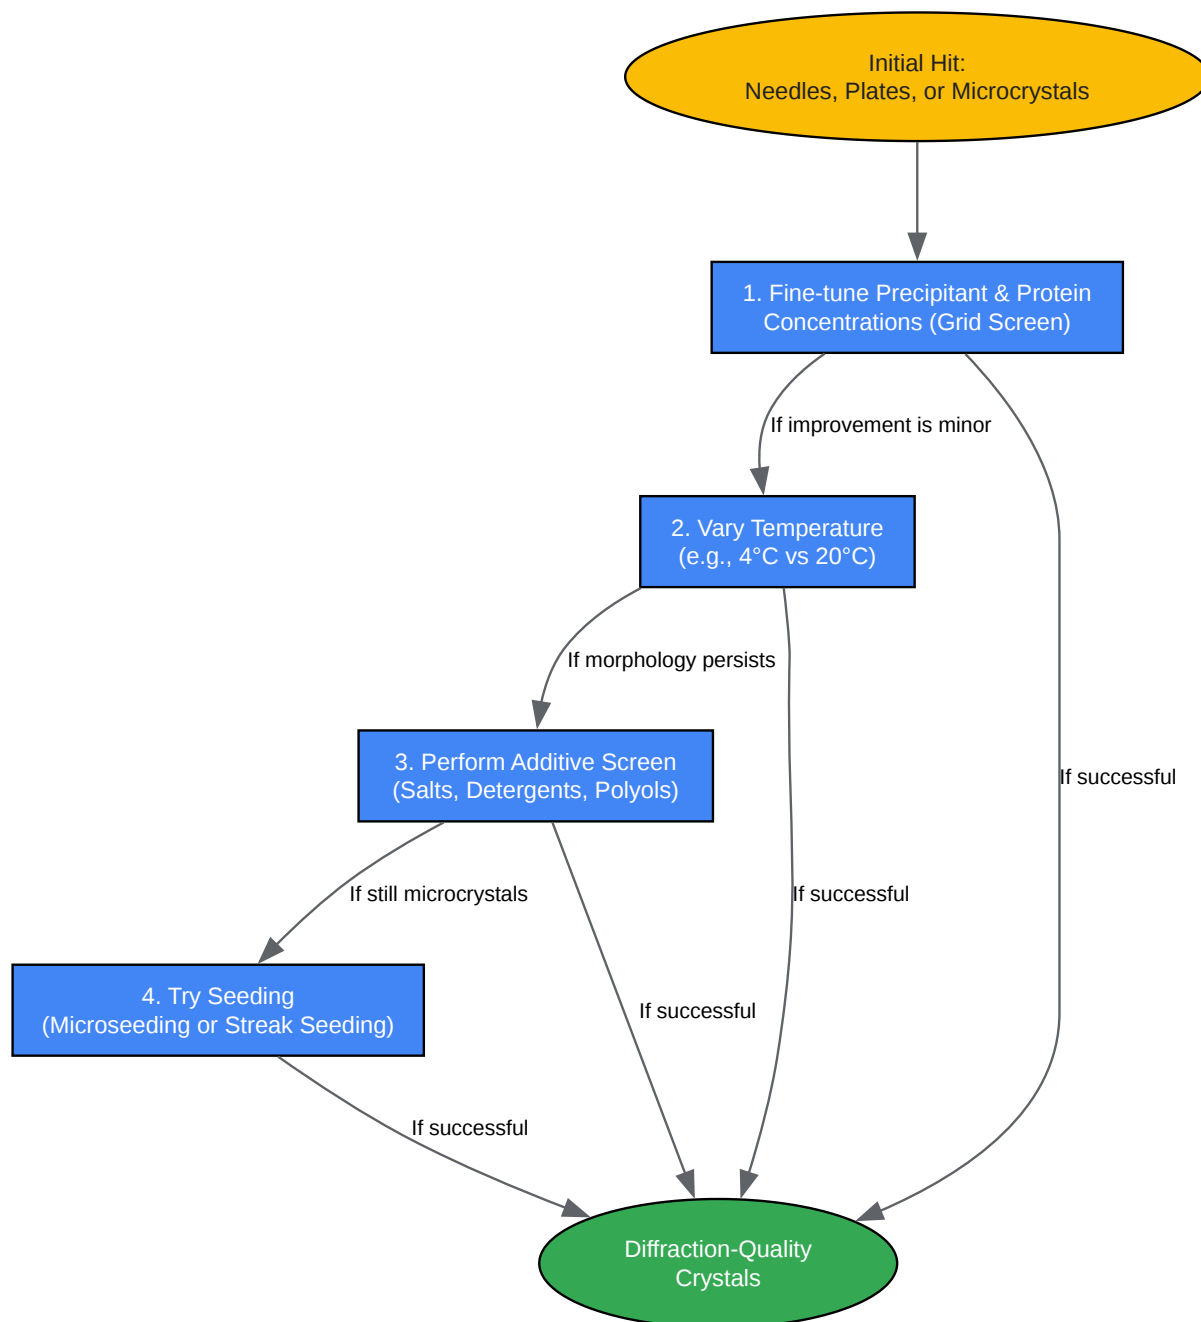 Initial Hit:
Needles, Plates, or Microcrystals
1. Fine-tune Precipitant & Protein
Concentrations (Grid Screen)
If improvement is minor
2. Vary Temperature
(e.g., 4°C vs 20°C)
If morphology persists
3. Perform Additive Screen
(Salts, Detergents, Polyols)
If successful
If still microcrystals
If successful
4. Try Seeding
(Microseeding or Streak Seeding)
If successful
If successful
Diffraction-Quality
Crystals